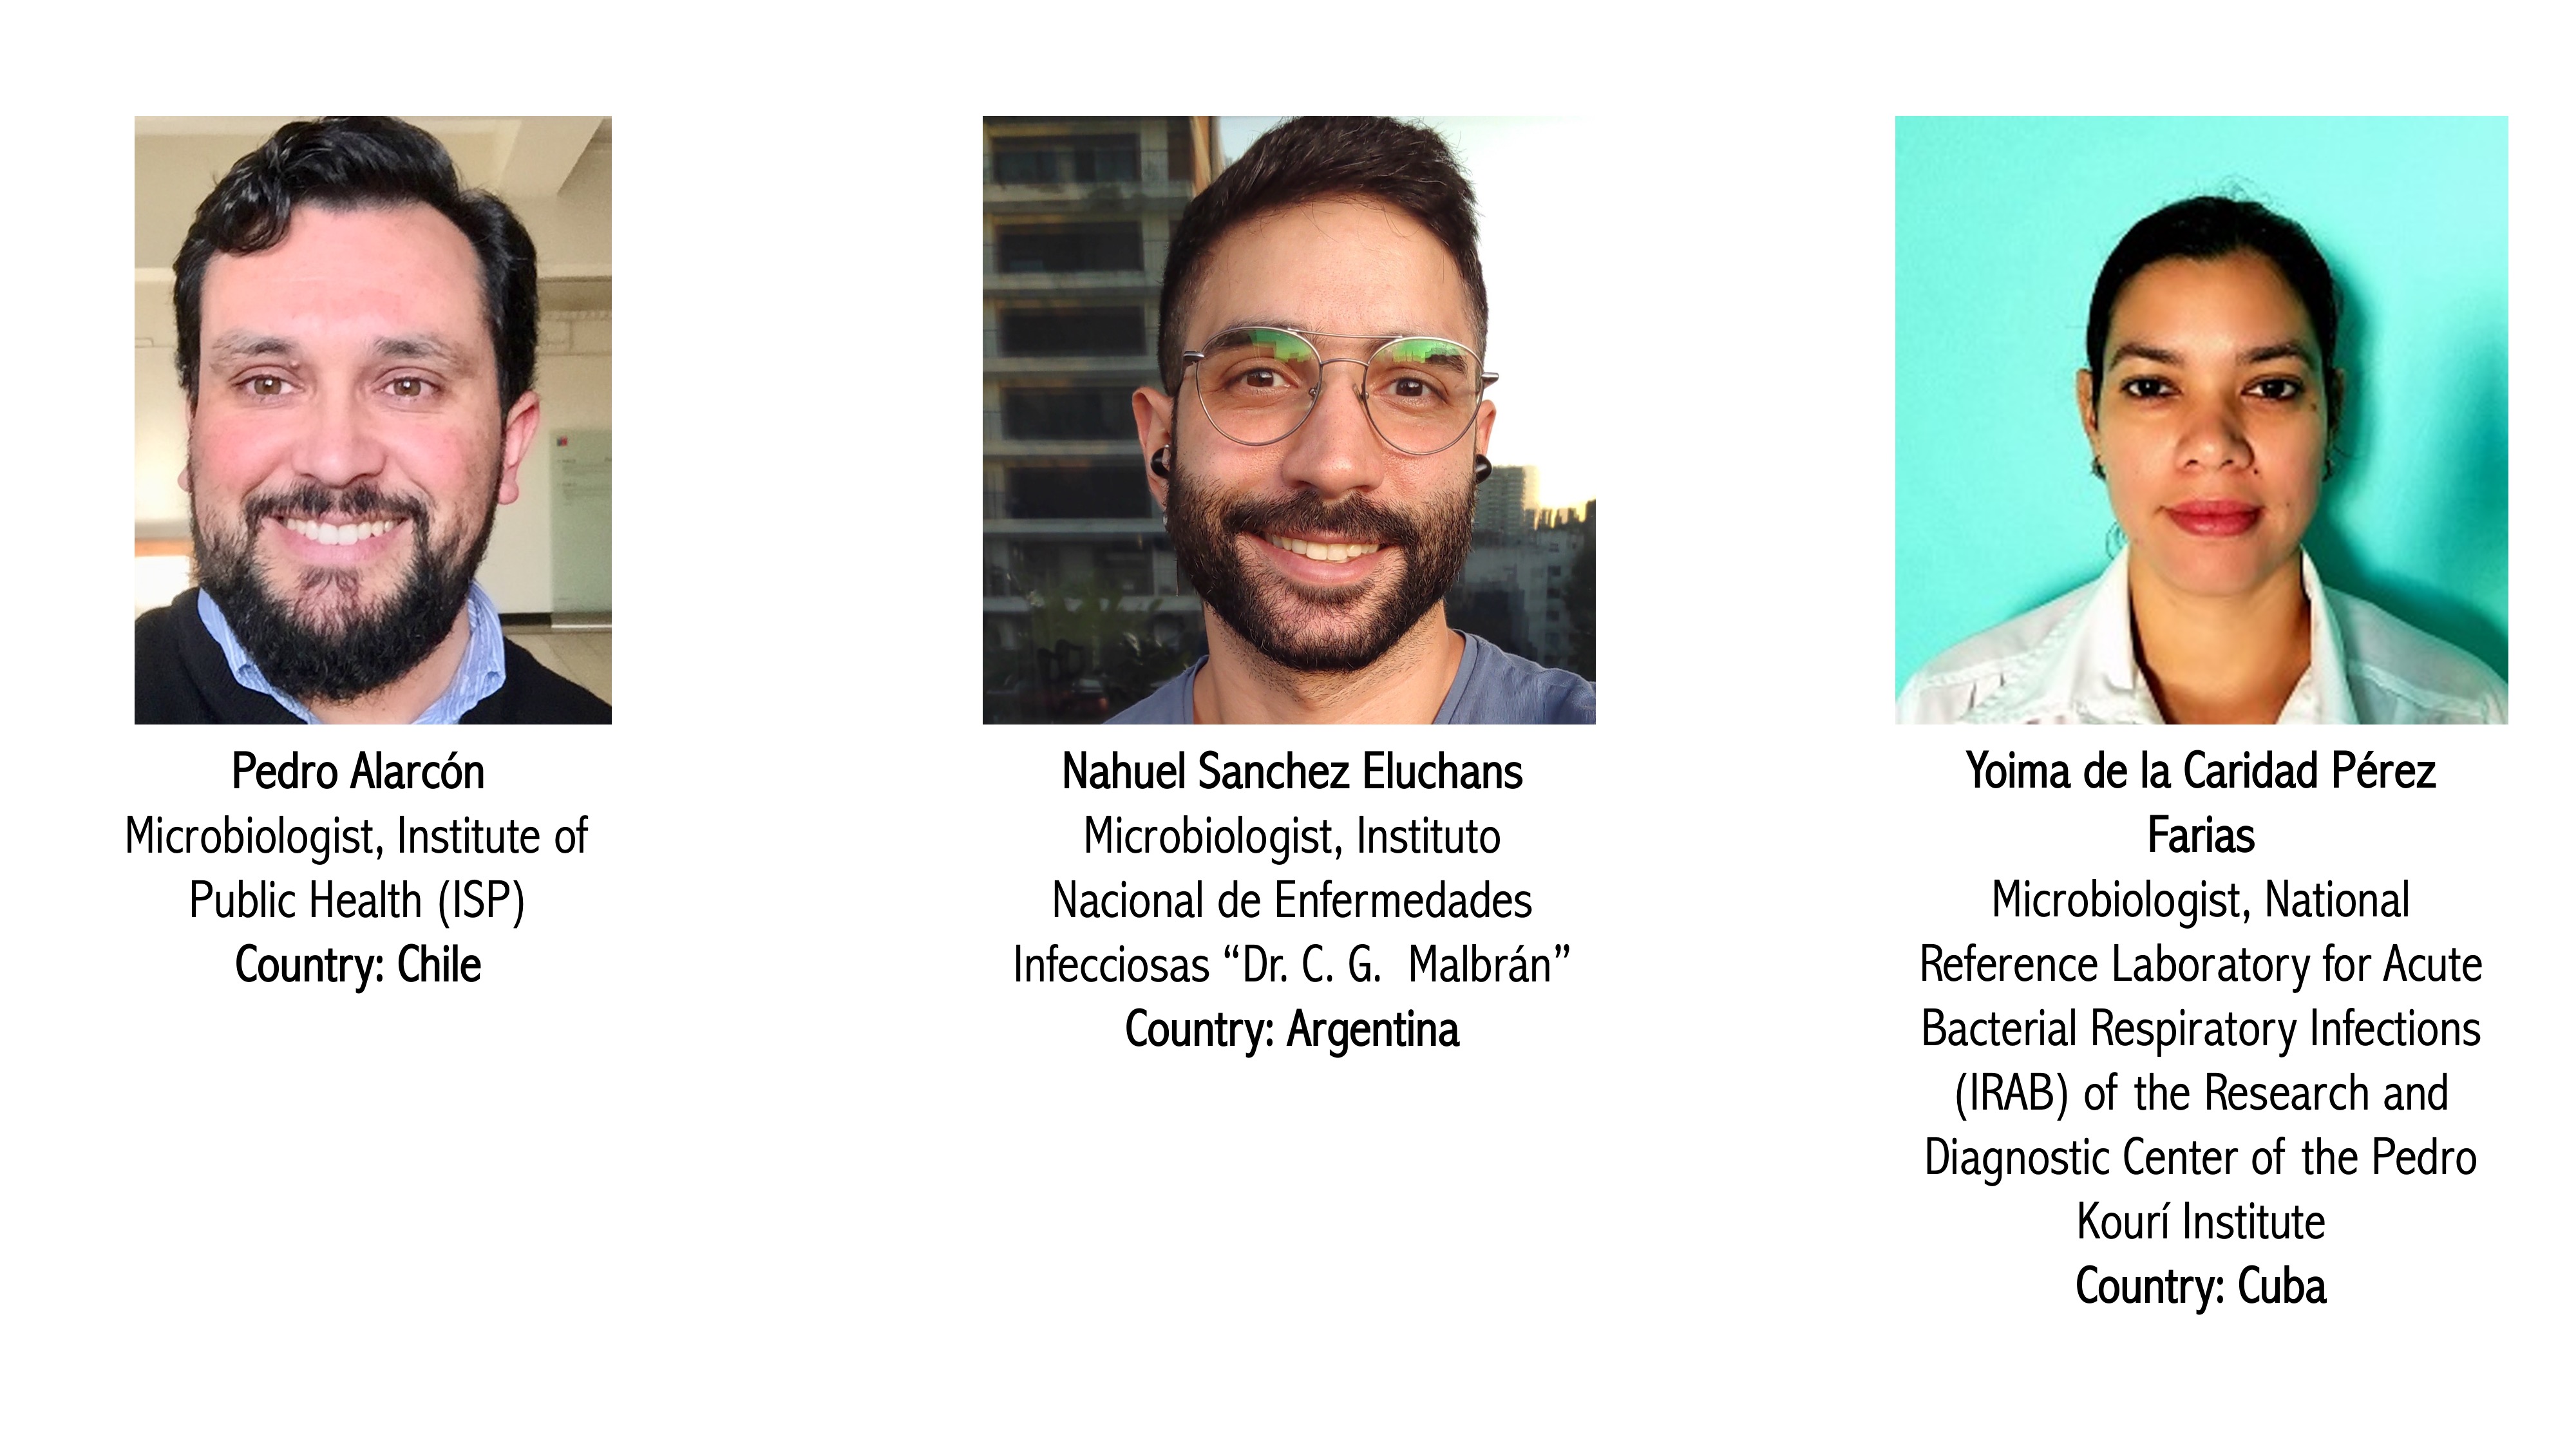 Pedro Alarcón
Microbiologist, Institute of
Public Health (ISP)
Country: Chile
Nahuel Sanchez Eluchans
Microbiologist, Instituto
Nacional de Enfermedades
Infecciosas “Dr. C. G. Malbrán”
Country: Argentina
Yoima de la Caridad Pérez
Farias
Microbiologist, National
Reference Laboratory for Acute
Bacterial Respiratory Infections
(IRAB) of the Research and
Diagnostic Center of the Pedro
Kourí Institute
Country: Cuba